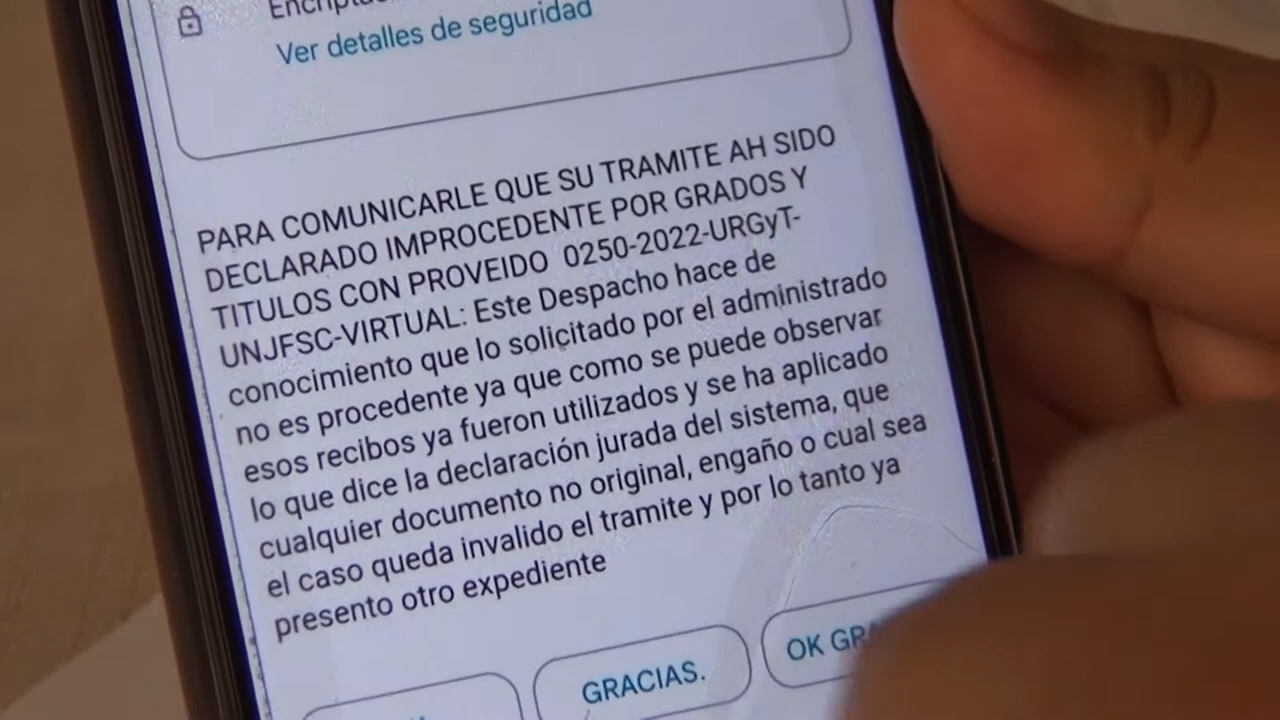 Ver detalles de seguridad
PARA COMUNICARLE QUE SU TRAMITE AH SIDO
DECLARADO IMPROCEDENTE POR GRADOS Y
TITULOS CON PROVEIDO 0250-2022-URGyT-
UNJFSC-VIRTUAL: Este Despacho hace de
conocimiento que lo solicitado por el administrado
no es procedente ya que como se puede observar
esos recibos ya fueron utilizados y se ha aplicado
lo que dice la declaración jurada del sistema, que
cualquier documento no original, engaño o cual sea
el caso queda invalido el tramite y por lo tanto ya
presento otro expediente
GRACIAS.
OK